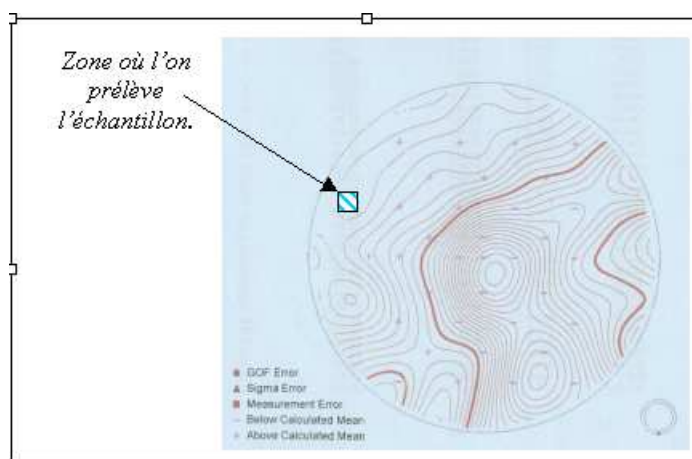 Zone où l'on
prélève
l'échantillon.
GOF Error
Sigma Error
Measurement Error
Below Calculated Mean
Above Calculated Mean